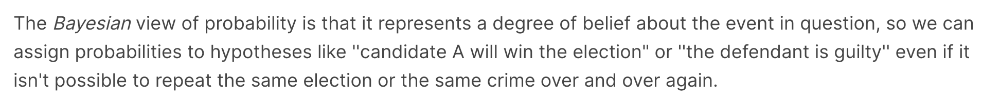 The Bayesian view of probability is that it represents a degree of belief about the event in question, so we can
assign probabilities to hypotheses like "candidate A will win the election" or "the defendant is guilty" even if it
isn't possible to repeat the same election or the same crime over and over again.